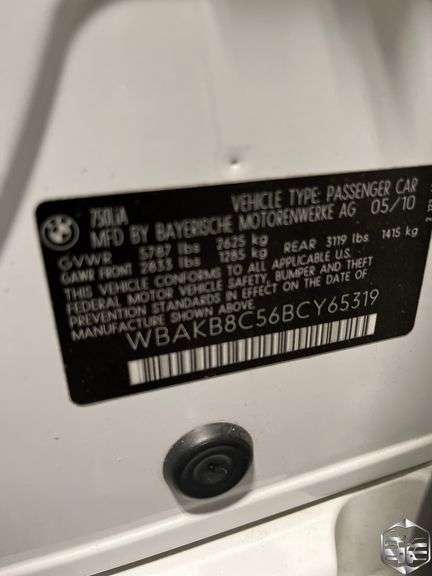 750LiA VEHICLE TYPE: PASSENGER CAR
MFD BY BAYERISCHE MOTORENWERKE AG 05/10
GVWR 5787 lbs 2625 kg
GAWR FRONT 2833 lbs 1285 kg REAR 3119 lbs 1415 kg
THIS VEHICLE CONFORMS TO ALL APPLICABLE
FEDERAL MOTOR VEHICLE SAFETY, BUMPER AND THEFT
PREVENTION STANDARDS IN EFFECT ON THE DATE OF
MANUFACTURE SHOWN ABOVE.
WBAKB8C56BCY65319